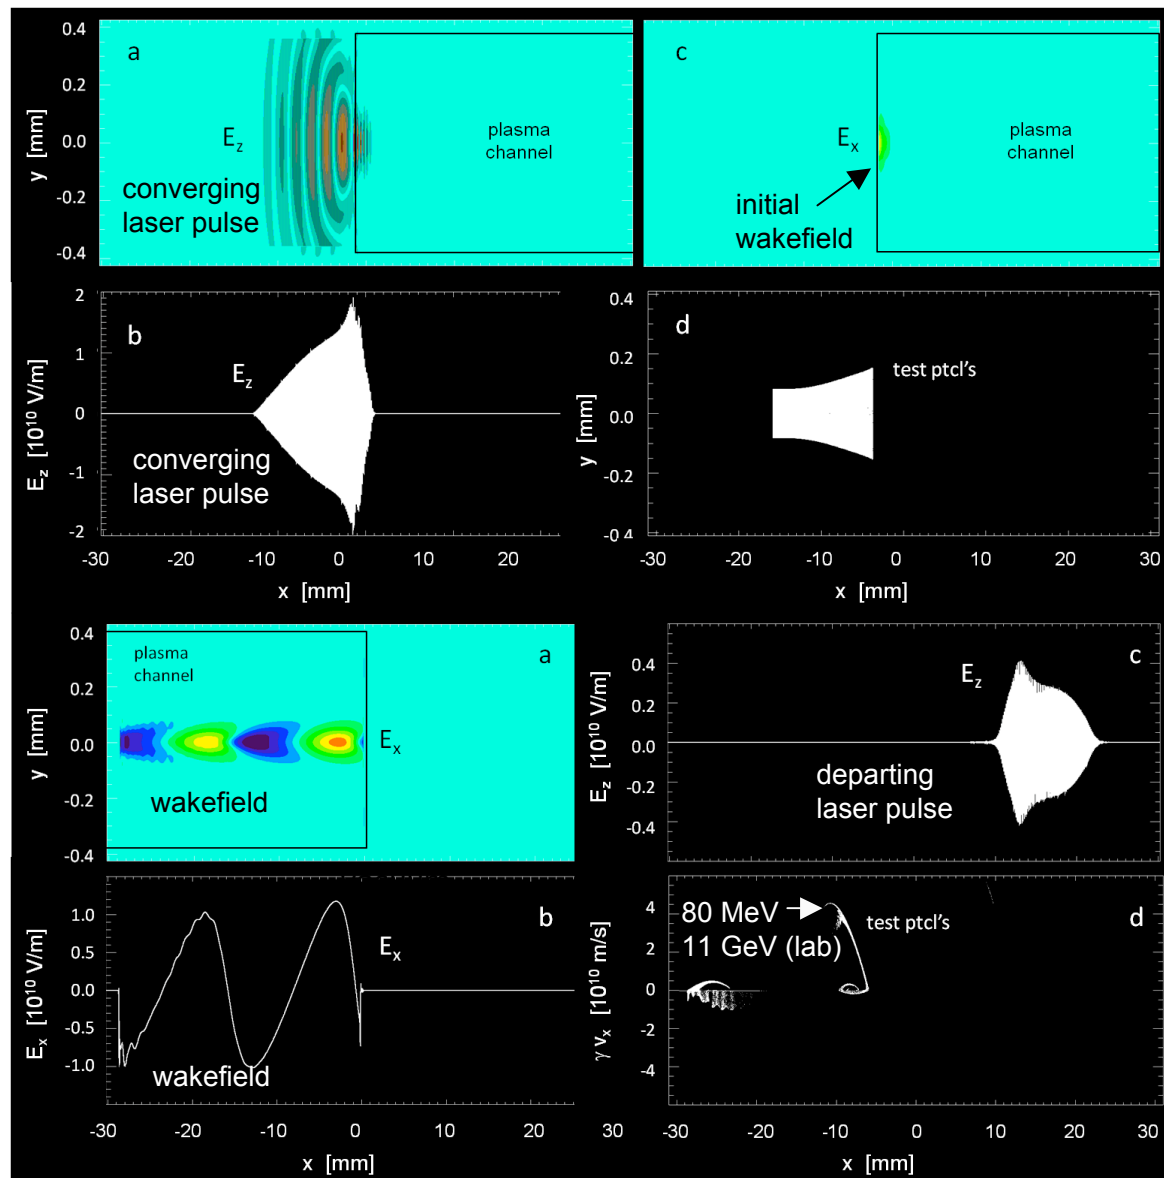 0.4
0.2
0.0
-0.2
-0.4
y [mm]
a
E_z
converging
laser pulse
plasma
channel
c
E_x
initial
wakefield
plasma
channel
2
1
0
-1
-2
E_z [10^10 V/m]
b
E_z
converging
laser pulse
-30
-20
-10
0
10
20
x [mm]
0.4
0.2
0.0
-0.2
-0.4
y [mm]
d
test ptcl's
-30
-20
-10
0
10
20
30
x [mm]
0.4
0.2
0.0
-0.2
-0.4
y [mm]
plasma
channel
a
E_x
wakefield
0.4
0.2
0.0
-0.2
-0.4
E_z [10^10 V/m]
c
E_z
departing
laser pulse
1.0
0.5
0.0
-0.5
-1.0
E_x [10^10 V/m]
b
E_x
wakefield
-30
-20
-10
0
10
20
x [mm]
4
2
0
-2
-4
γ v_x [10^10 m/s]
80 MeV
11 GeV (lab)
test ptcl's
d
-30
-20
-10
0
10
20
30
x [mm]